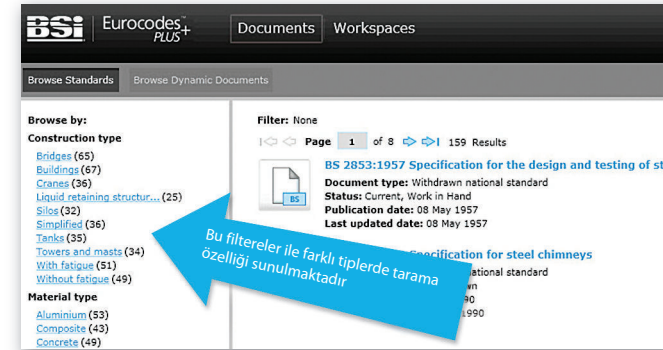 BSi Eurocodes+ PLUS
Documents Workspaces
Browse Standards Browse Dynamic Documents
Browse by:
Construction type
Bridges (65)
Buildings (67)
Cranes (36)
Liquid retaining structur... (25)
Silos (32)
Simplified (36)
Tanks (35)
Towers and masts (34)
With fatigue (51)
Without fatigue (49)
Material type
Aluminium (53)
Composite (43)
Concrete (49)
Filter: None
Page 1 of 8 159 Results
BS 2853:1957 Specification for the design and testing of
BS
Document type: Withdrawn national standard
Status: Current, Work in Hand
Publication date: 08 May 1957
Last updated date: 08 May 1957
Specification for steel chimneys
national standard
1990
Bu filtereler ile farklı tiplerde tarama
özelliği sunulmaktadır